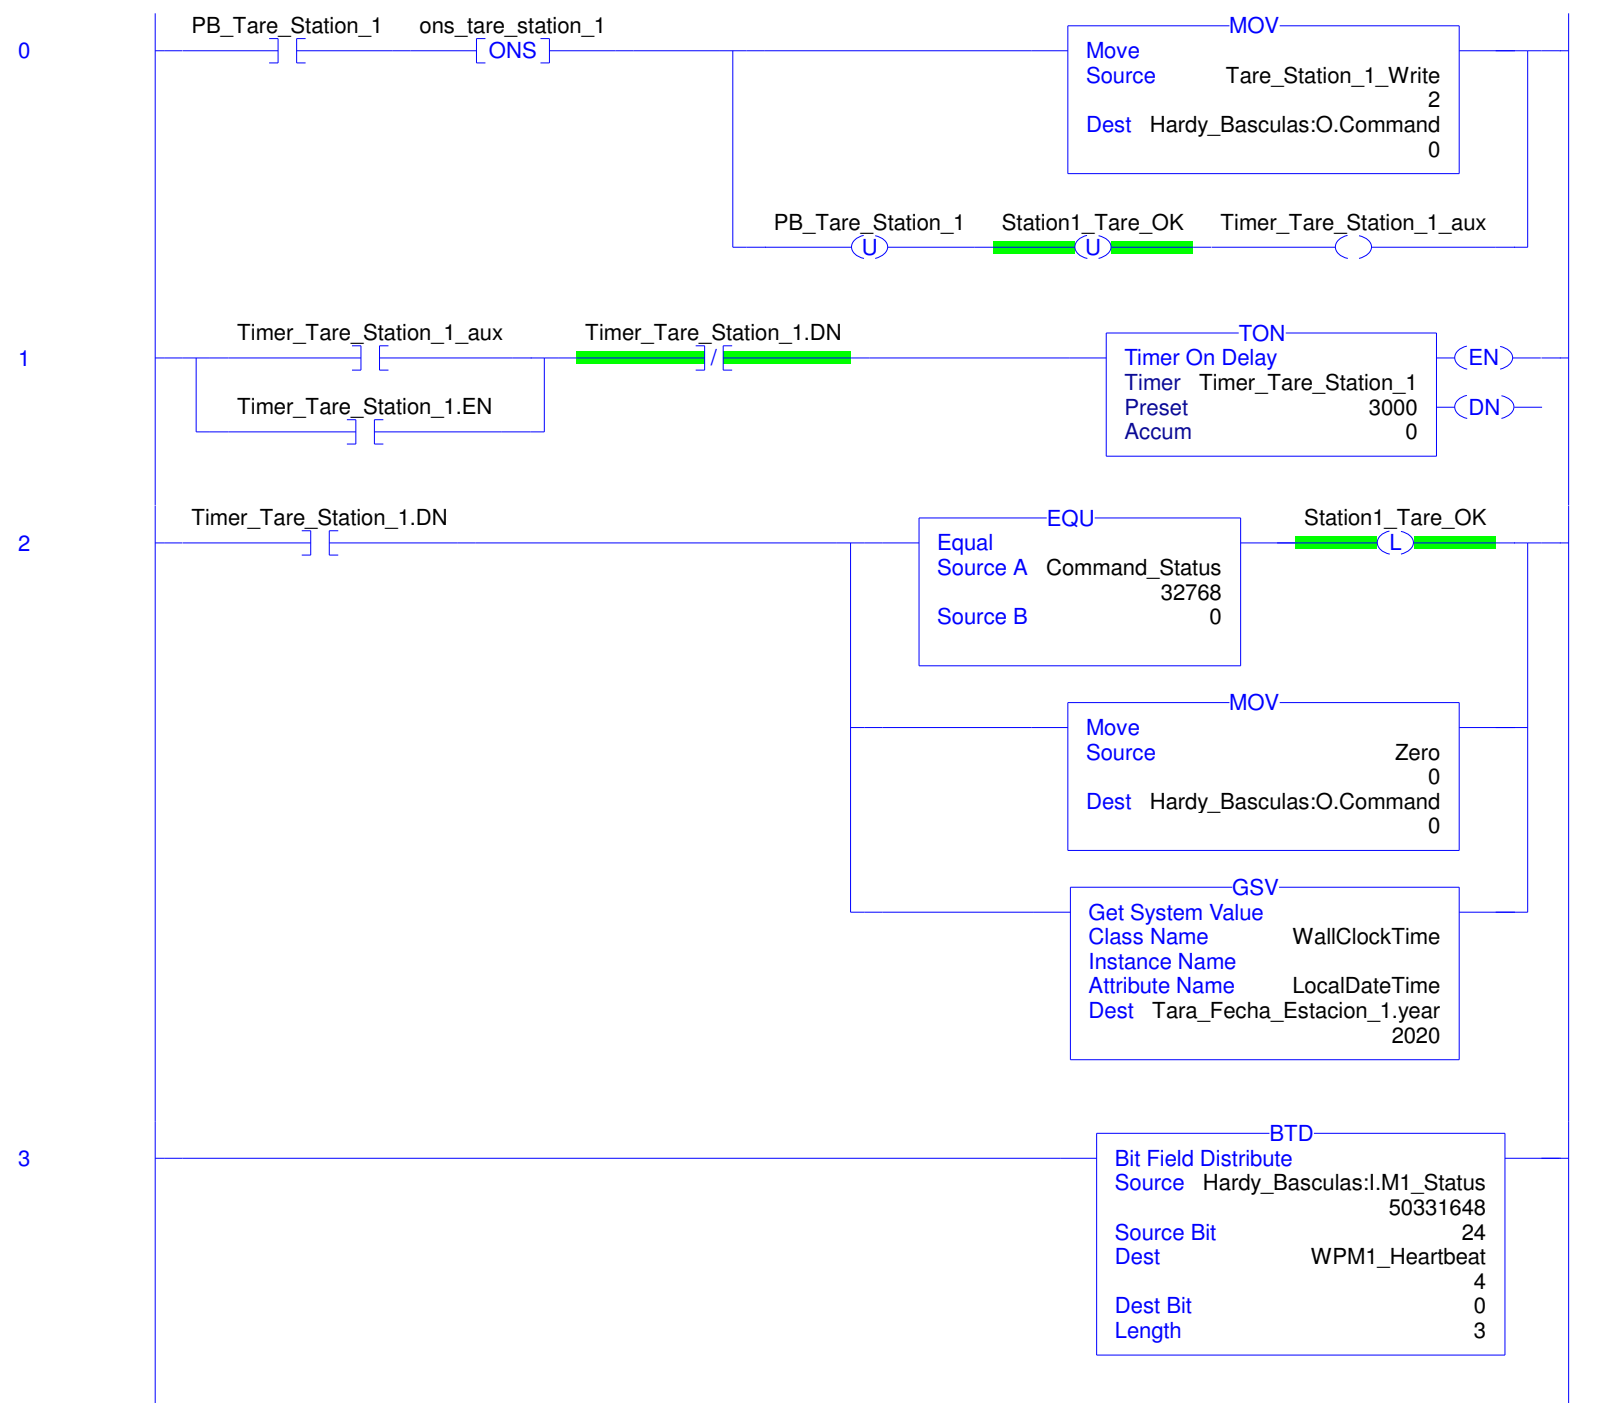 0
PB_Tare_Station_1
ons_tare_station_1
ONS
MOV
Move
Source Tare_Station_1_Write
2
Dest Hardy_Basculas:O.Command
0
PB_Tare_Station_1
U
Station1_Tare_OK
U
Timer_Tare_Station_1_aux
1
Timer_Tare_Station_1_aux
Timer_Tare_Station_1.DN
/
Timer_Tare_Station_1.EN
TON
Timer On Delay
Timer Timer_Tare_Station_1
Preset 3000
Accum 0
EN
DN
2
Timer_Tare_Station_1.DN
EQU
Equal
Source A Command_Status
32768
Source B 0
Station1_Tare_OK
L
MOV
Move
Source Zero
0
Dest Hardy_Basculas:O.Command
0
GSV
Get System Value
Class Name WallClockTime
Instance Name
Attribute Name LocalDateTime
Dest Tara_Fecha_Estacion_1.year
2020
3
BTD
Bit Field Distribute
Source Hardy_Basculas:I.M1_Status
50331648
Source Bit 24
Dest WPM1_Heartbeat
4
Dest Bit 0
Length 3